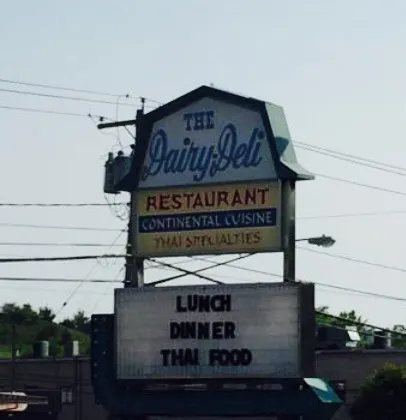 THE
Dairy-Deli
RESTAURANT
CONTINENTAL CUISINE
THAI SPECIALTIES
LUNCH
DINNER
THAI FOOD